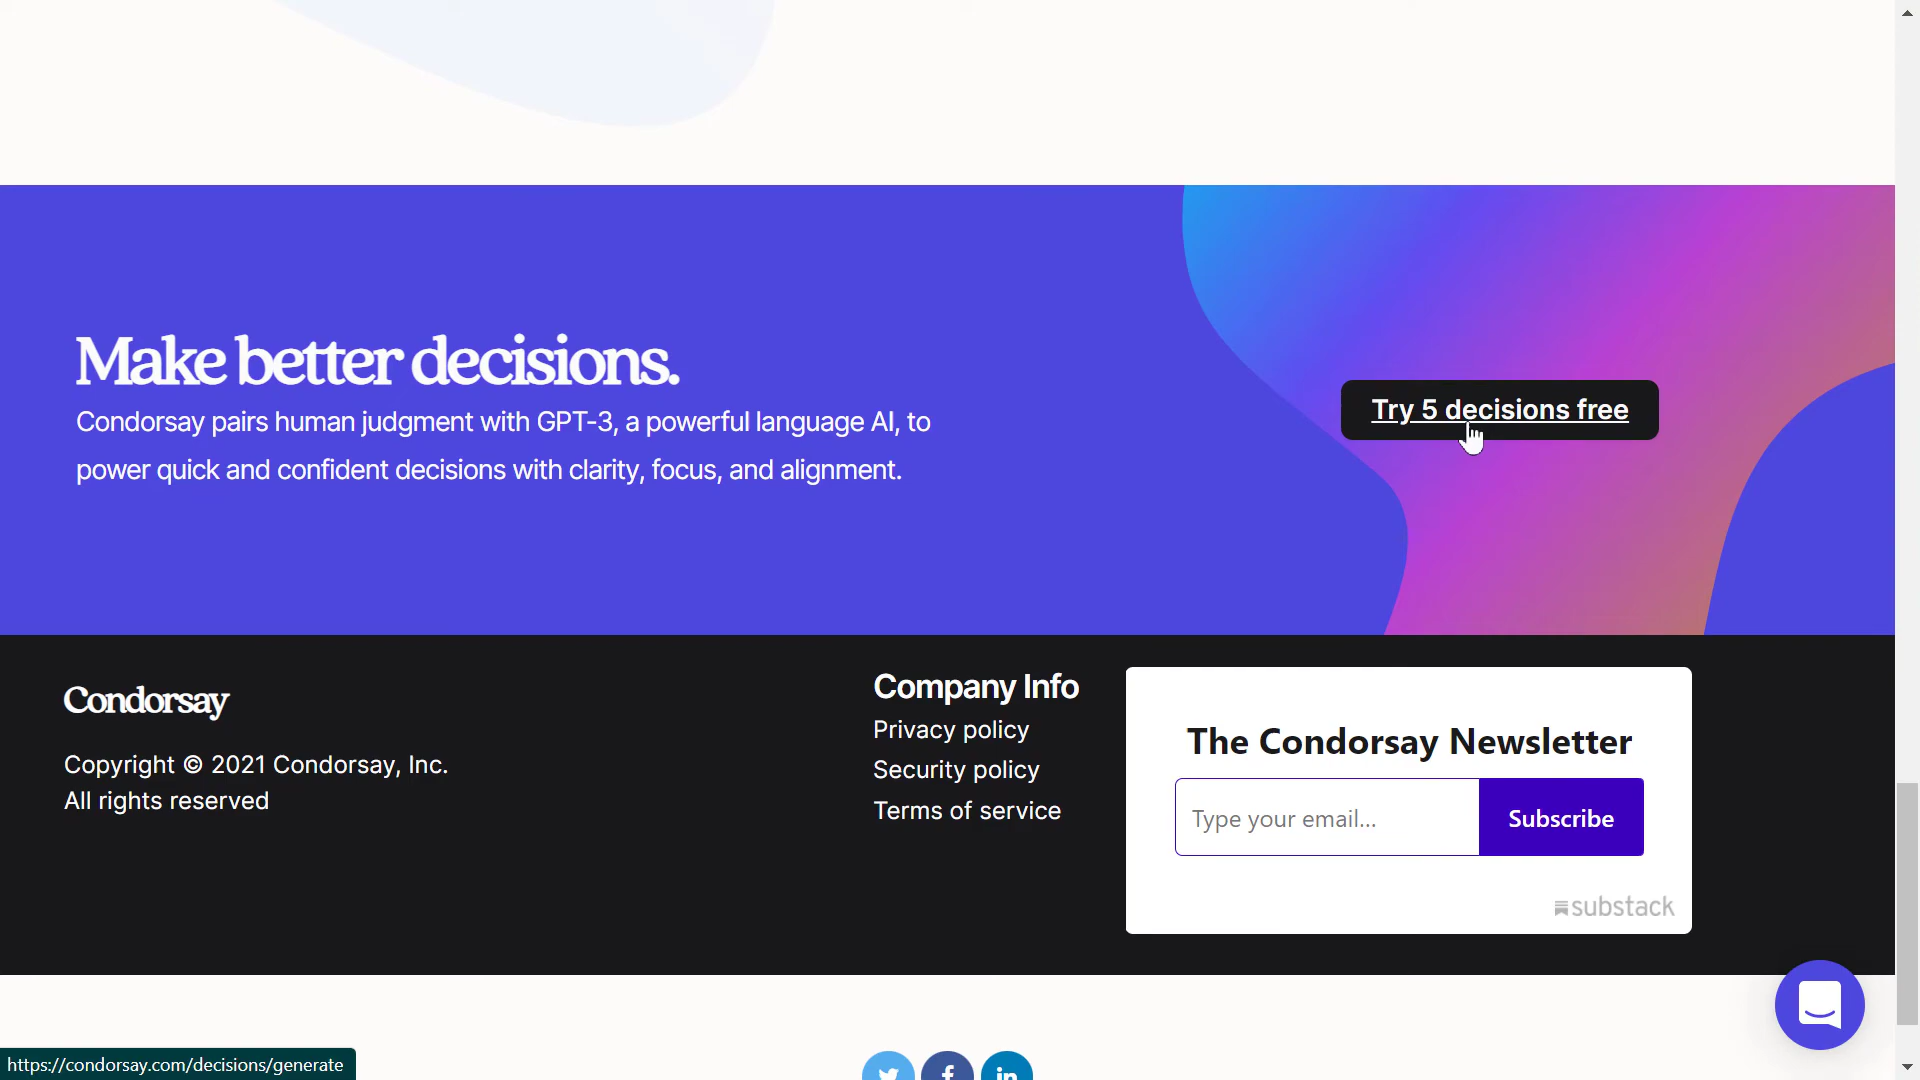 Make better decisions.
Condorsay pairs human judgment with GPT-3, a powerful language AI, to
power quick and confident decisions with clarity, focus, and alignment.
Try 5 decisions free
Condorsay
Copyright © 2021 Condorsay, Inc.
All rights reserved
Company Info
Privacy policy
Security policy
Terms of service
The Condorsay Newsletter
Type your email...
Subscribe
substack
https://condorsay.com/decisions/generate